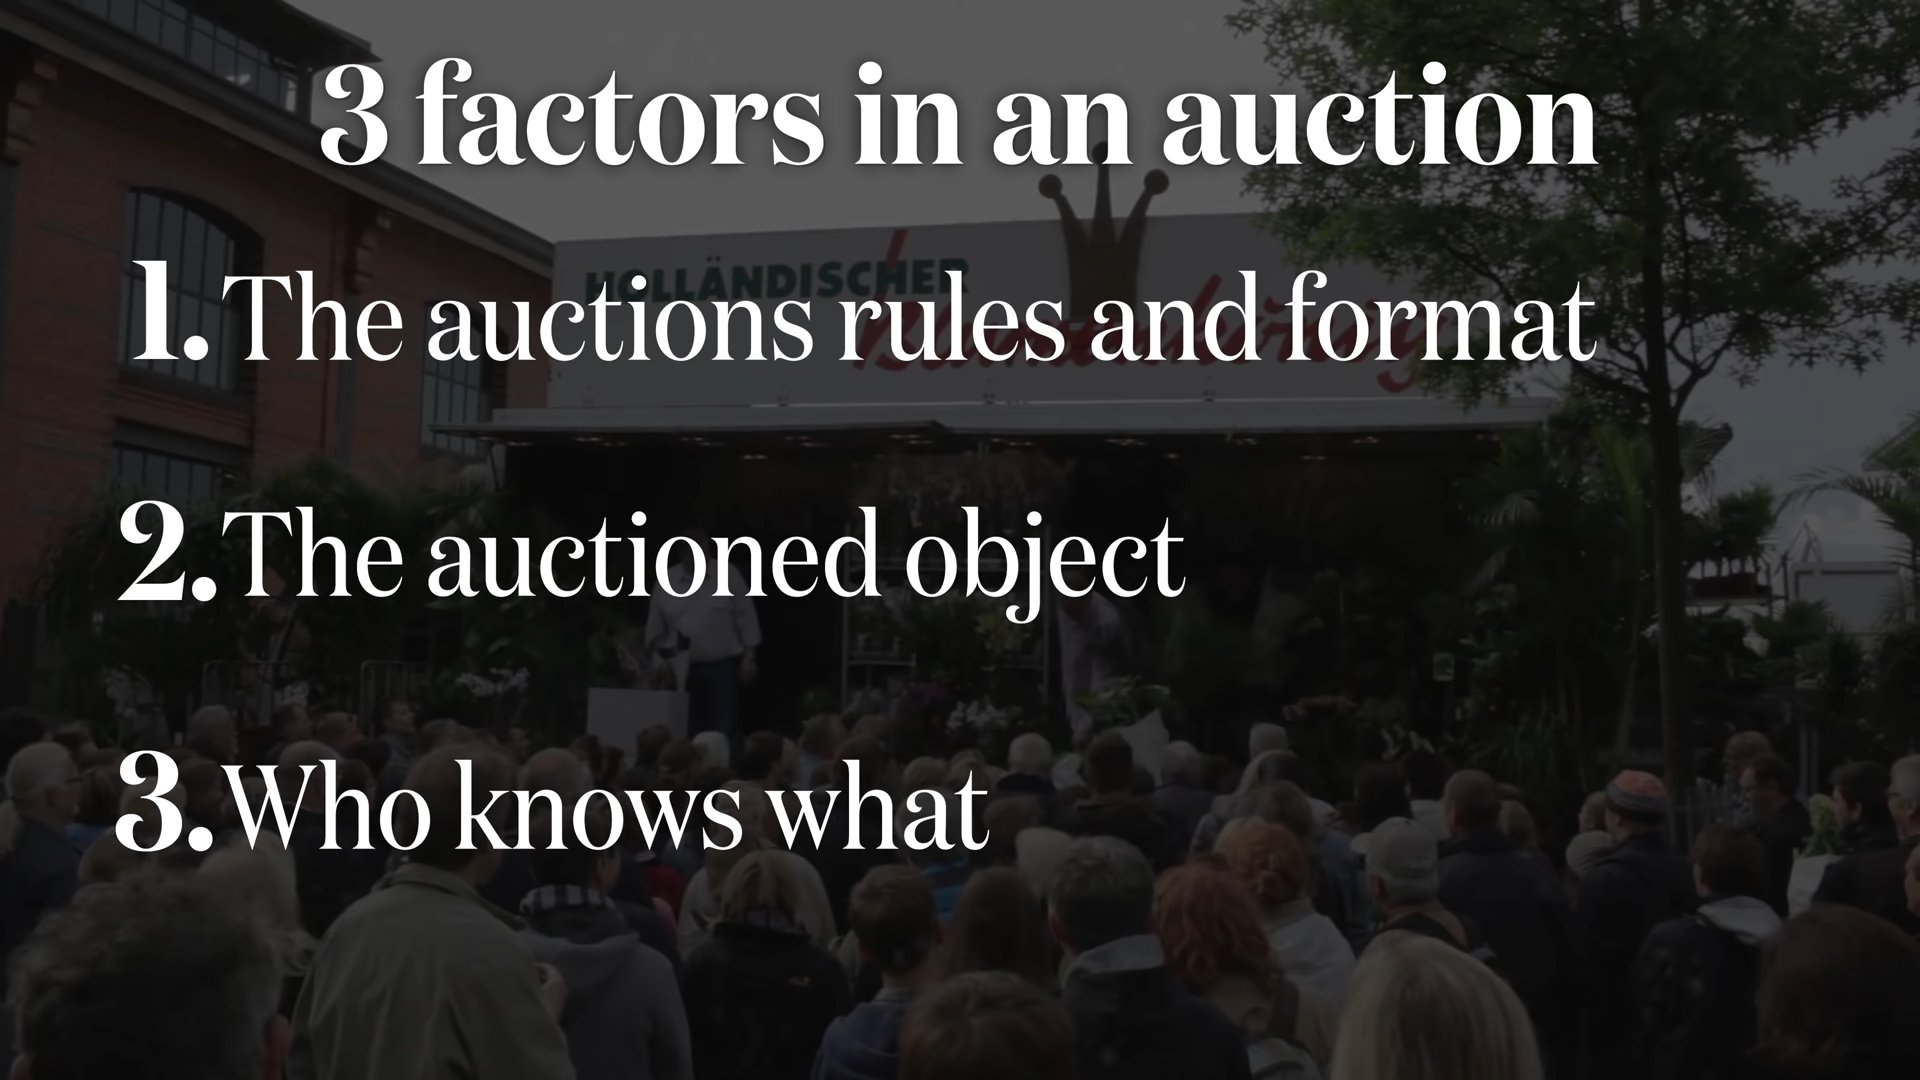 3 factors in an auction
1. The auctions rules and format
2. The auctioned object
3. Who knows what
HOLLÄNDISCHER
Blumenkönig